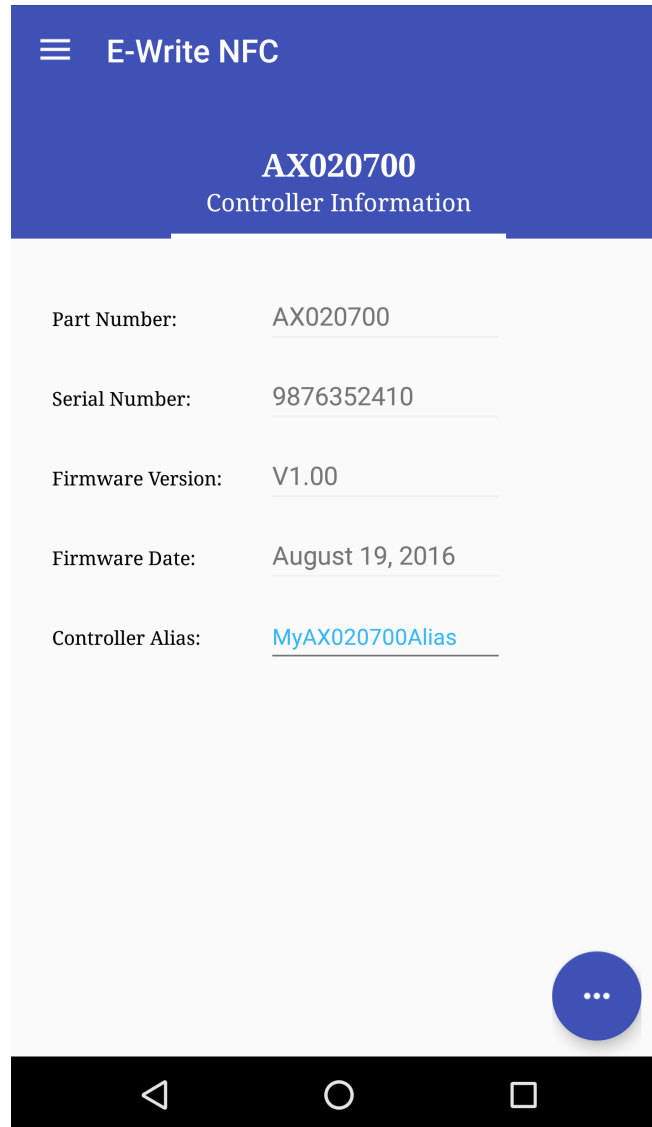 E-Write NFC
AX020700
Controller Information
Part Number: AX020700
Serial Number: 9876352410
Firmware Version: V1.00
Firmware Date: August 19, 2016
Controller Alias: MyAX020700Alias